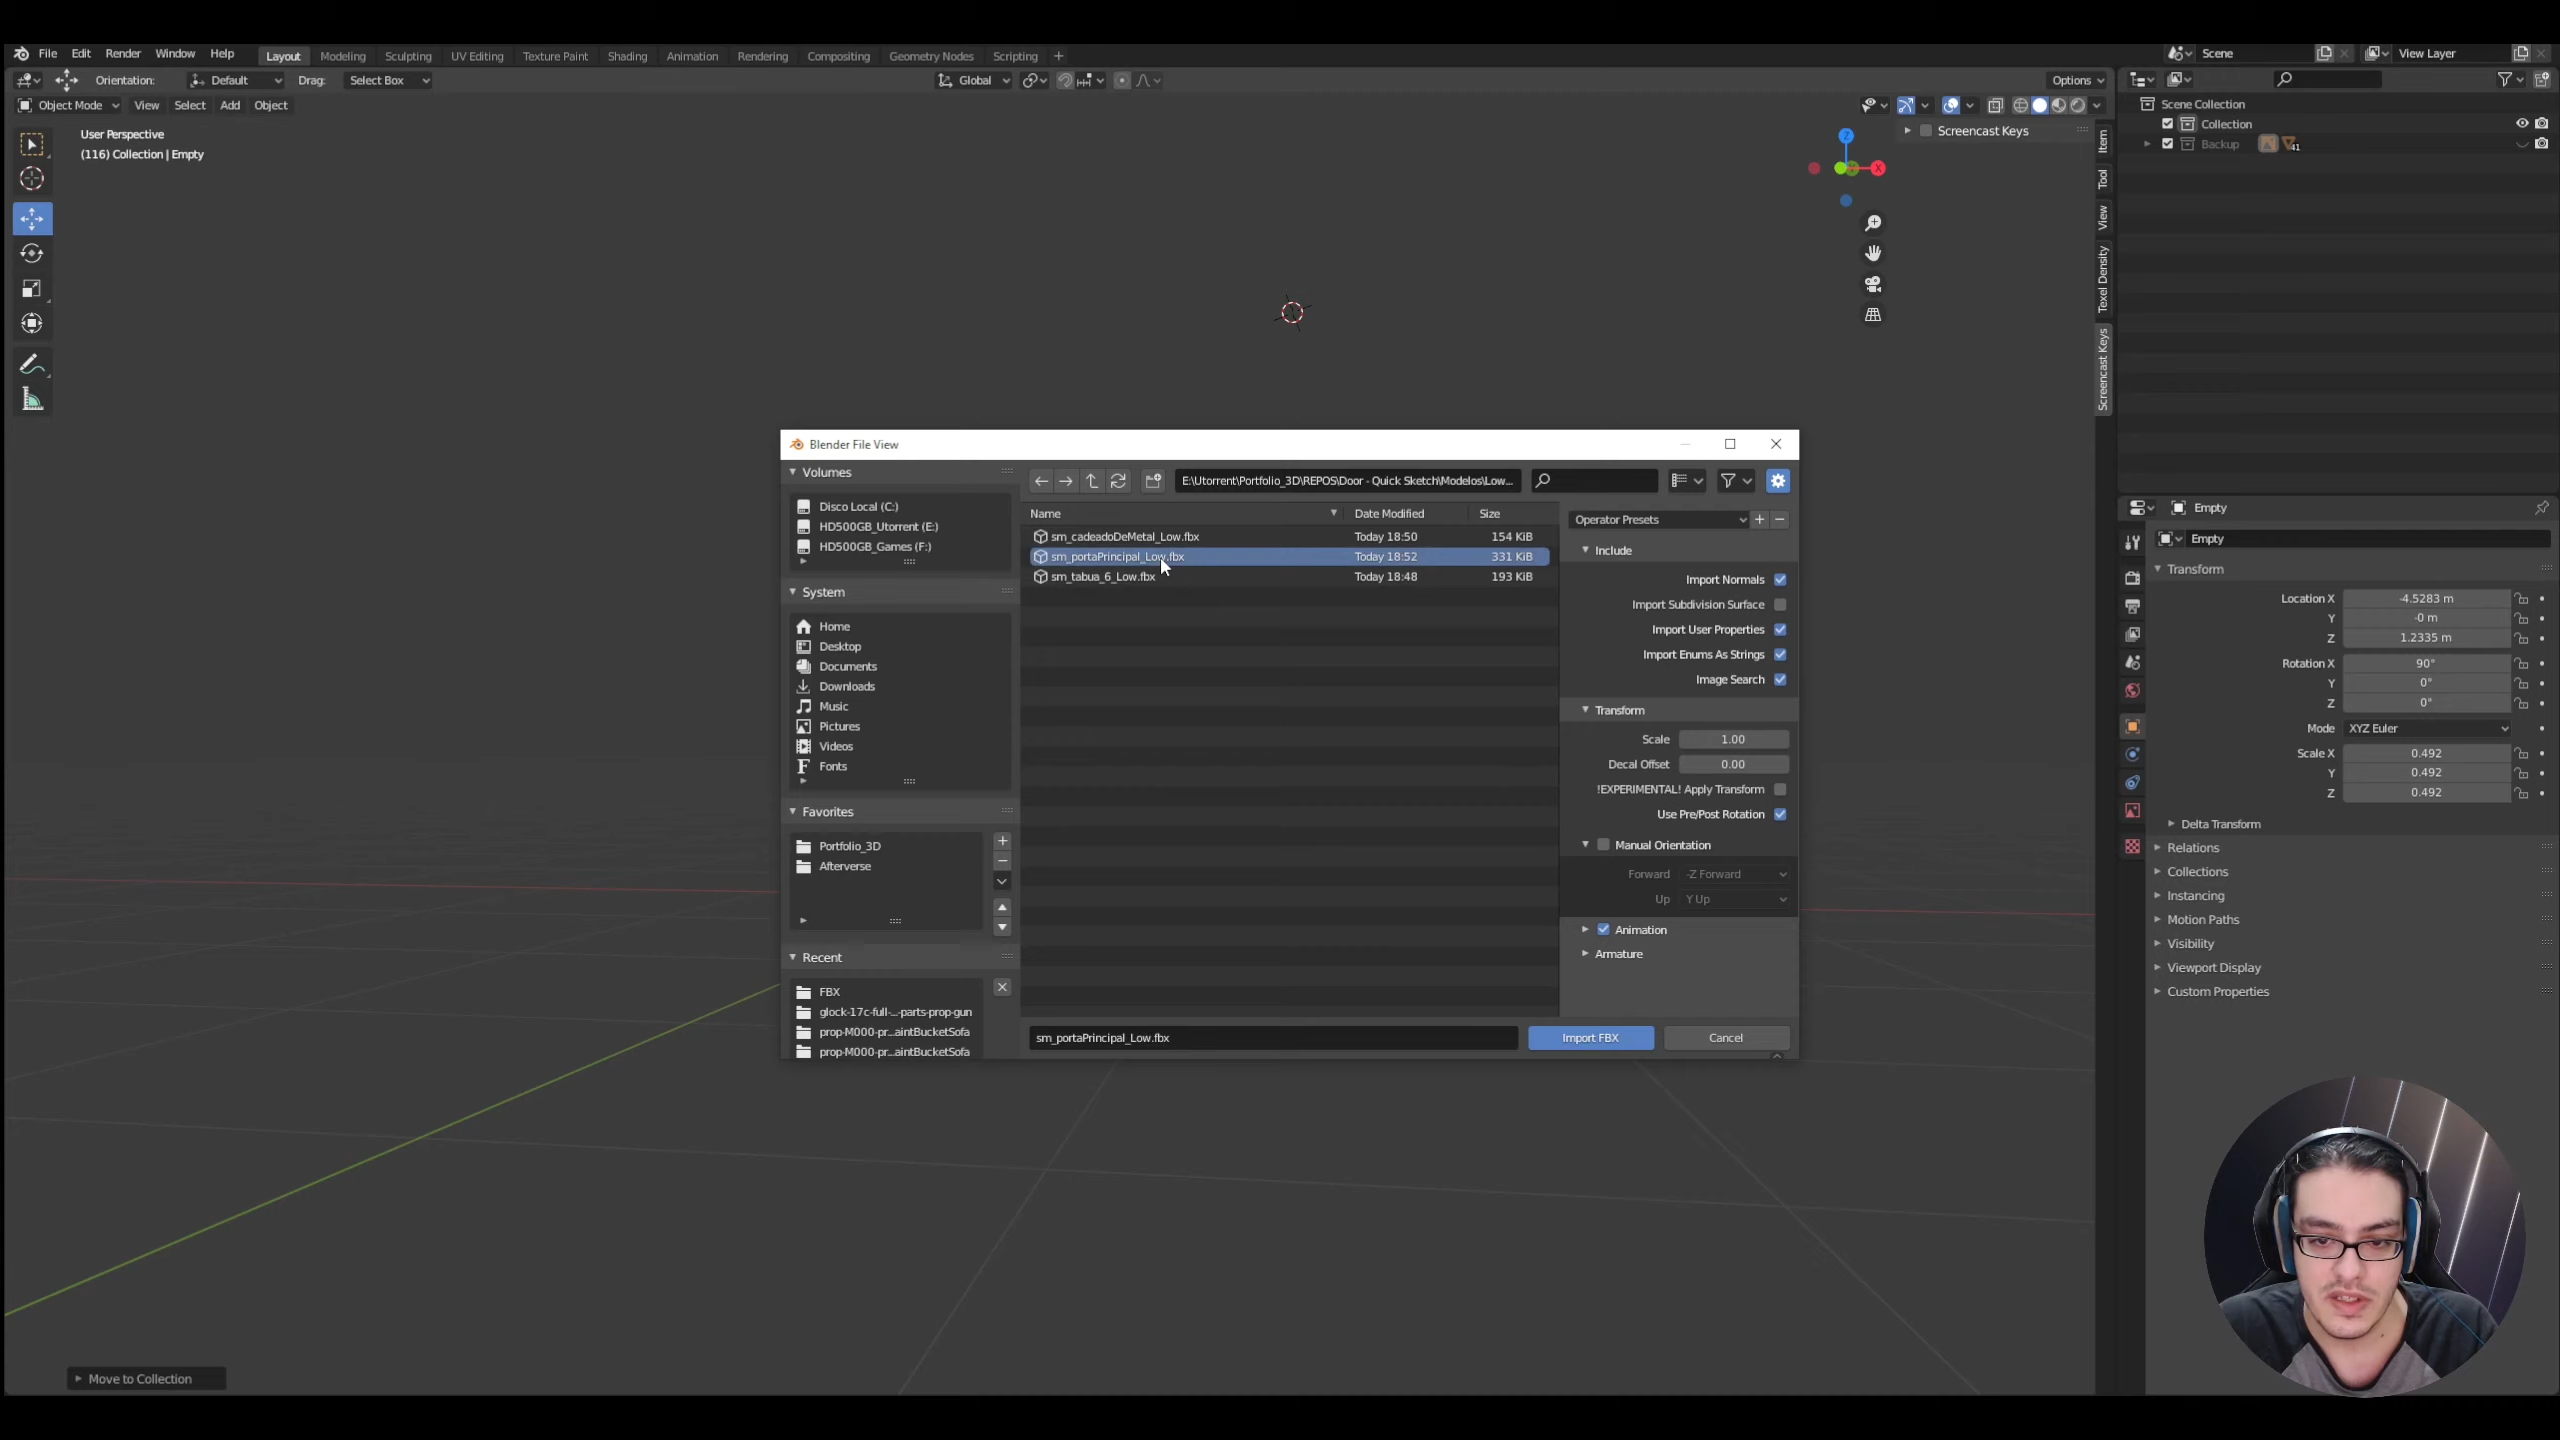 File Edit Render Window Help Layout Modeling Sculpting UV Editing Texture Paint Shading Animation Rendering Compositing Geometry Nodes Scripting + Scene View Layer
Orientation: Default Drag: Select Box Global Options
Object Mode View Select Add Object
User Perspective
(116) Collection | Empty
Z
X
Screencast Keys
Item
Tool
View
Texel Density
Screencast Keys
Scene Collection
Collection
Backup 41
Blender File View
Volumes
Disco Local (C:)
HD500GB_Utorrent (E:)
HD500GB_Games (F:)
System
Home
Desktop
Documents
Downloads
Music
Pictures
Videos
Fonts
Favorites
Portfolio_3D
Afterverse
Recent
FBX
glock-17c-full-...-parts-prop-gun
prop-M000-pr...aintBucketSofa
prop-M000-pr...aintBucketSofa
E:\Utorrent\Portfolio_3D\REPOS\Door - Quick Sketch\Modelos\Low...
Name Date Modified Size
sm_cadeadoDeMetal_Low.fbx Today 18:50 154 KiB
sm_portaPrincipal_Low.fbx Today 18:52 331 KiB
sm_tabua_6_Low.fbx Today 18:48 193 KiB
Operator Presets
Include
Import Normals
Import Subdivision Surface
Import User Properties
Import Enums As Strings
Image Search
Transform
Scale 1.00
Decal Offset 0.00
!EXPERIMENTAL! Apply Transform
Use Pre/Post Rotation
Manual Orientation
Forward -Z Forward
Up Y Up
Animation
Armature
sm_portaPrincipal_Low.fbx Import FBX Cancel
Empty
Empty
Transform
Location X -4.5283 m
Y -0 m
Z 1.2335 m
Rotation X 90°
Y 0°
Z 0°
Mode XYZ Euler
Scale X 0.492
Y 0.492
Z 0.492
Delta Transform
Relations
Collections
Instancing
Motion Paths
Visibility
Viewport Display
Custom Properties
Move to Collection